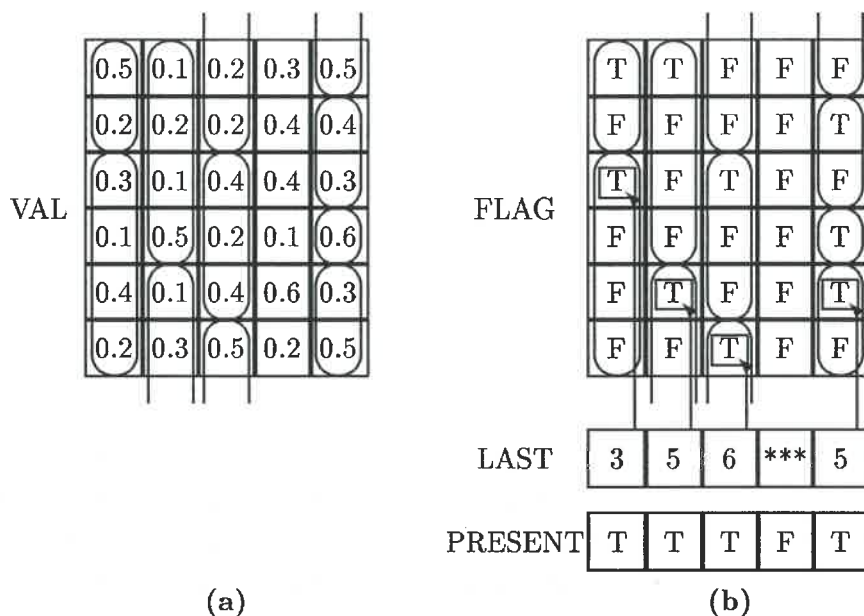 0.5 0.1 0.2 0.3 0.5 T T F F F
0.2 0.2 0.2 0.4 0.4 F F F F T
0.3 0.1 0.4 0.4 0.3 T F T F F
VAL FLAG
0.1 0.5 0.2 0.1 0.6 F F F F T
0.4 0.1 0.4 0.6 0.3 F T F F T
0.2 0.3 0.5 0.2 0.5 F F T F F
LAST 3 5 6 *** 5
PRESENT T T T F T
(a) (b)